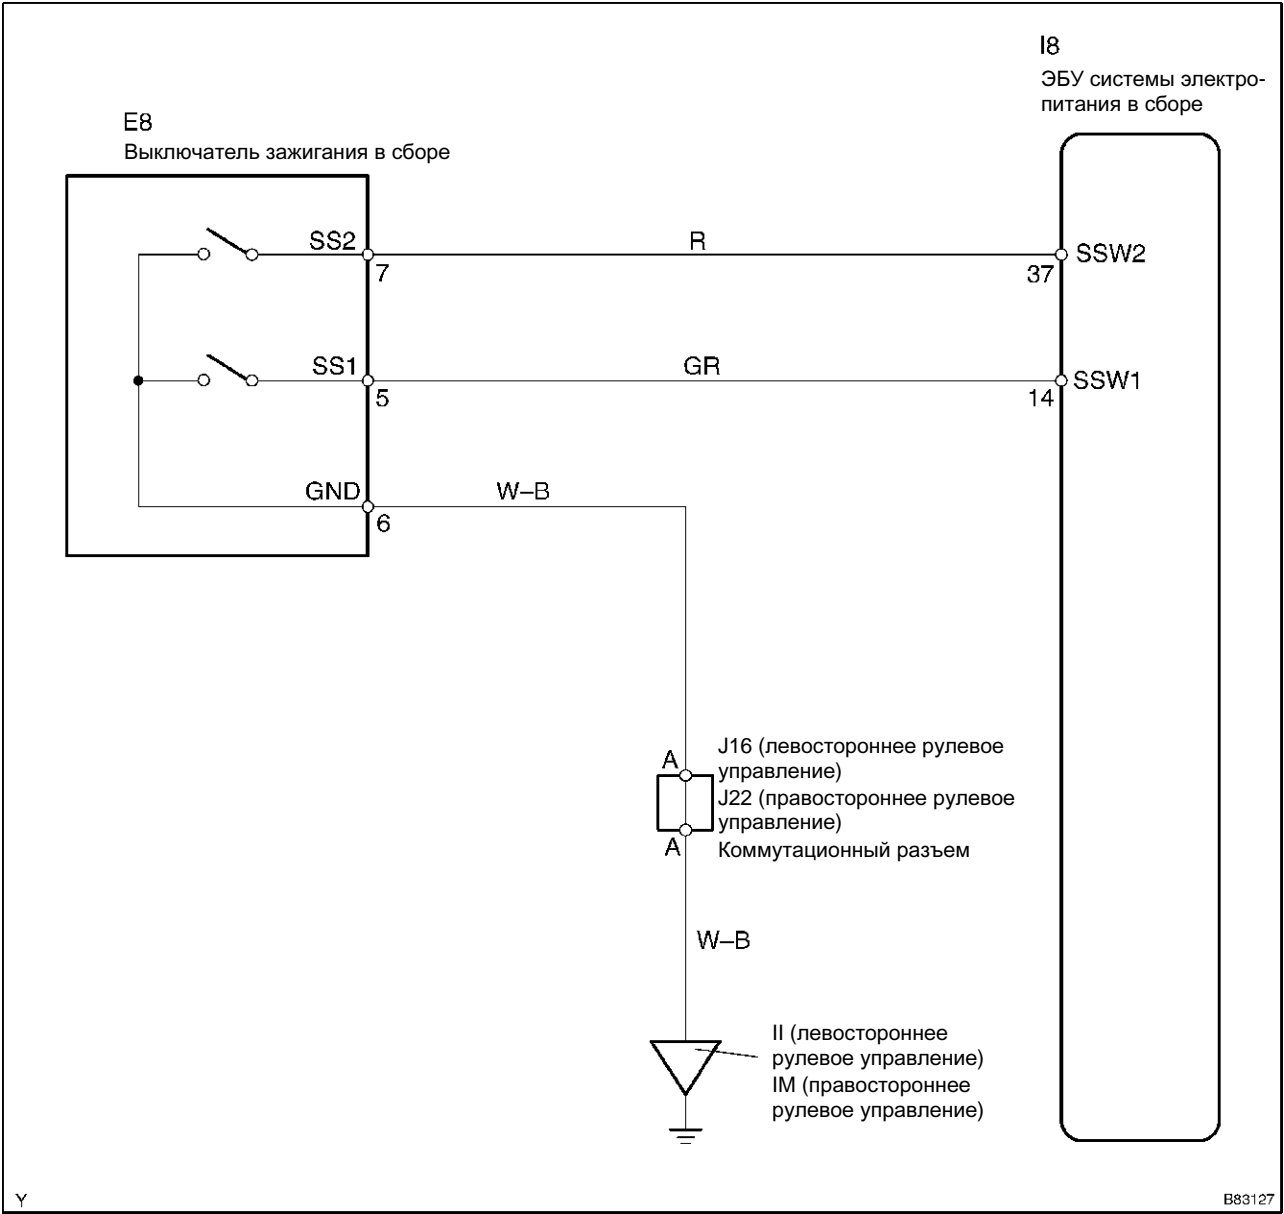 I8
ЭБУ системы электро-
питания в сборе
E8
Выключатель зажигания в сборе
SS2
R
SSW2
7
37
SS1
GR
SSW1
5
14
GND
W–B
6
A
J16 (левостороннее рулевое
управление)
J22 (правостороннее рулевое
управление)
A
Коммутационный разъем
W–B
II (левостороннее
рулевое управление)
IM (правостороннее
рулевое управление)
Y
B83127